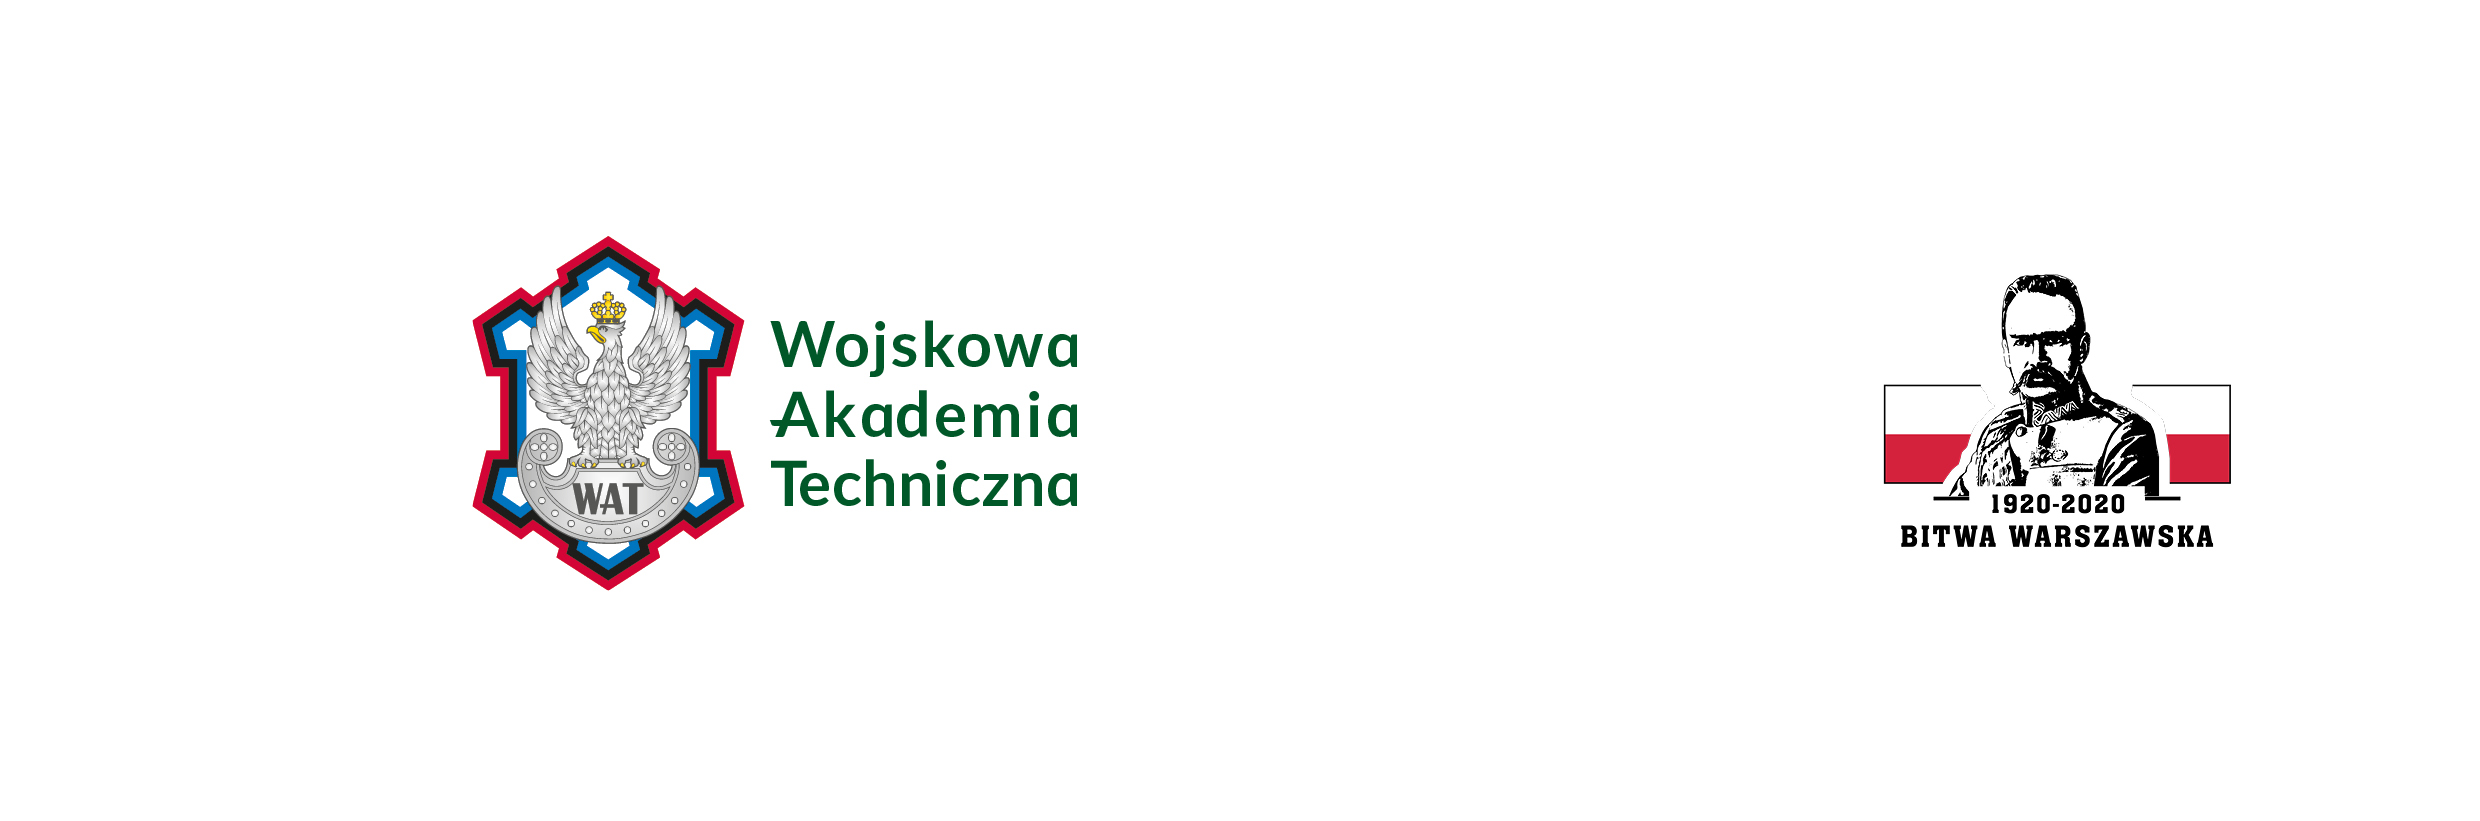 WAT
Wojskowa
Akademia
Techniczna
1920-2020
BITWA WARSZAWSKA